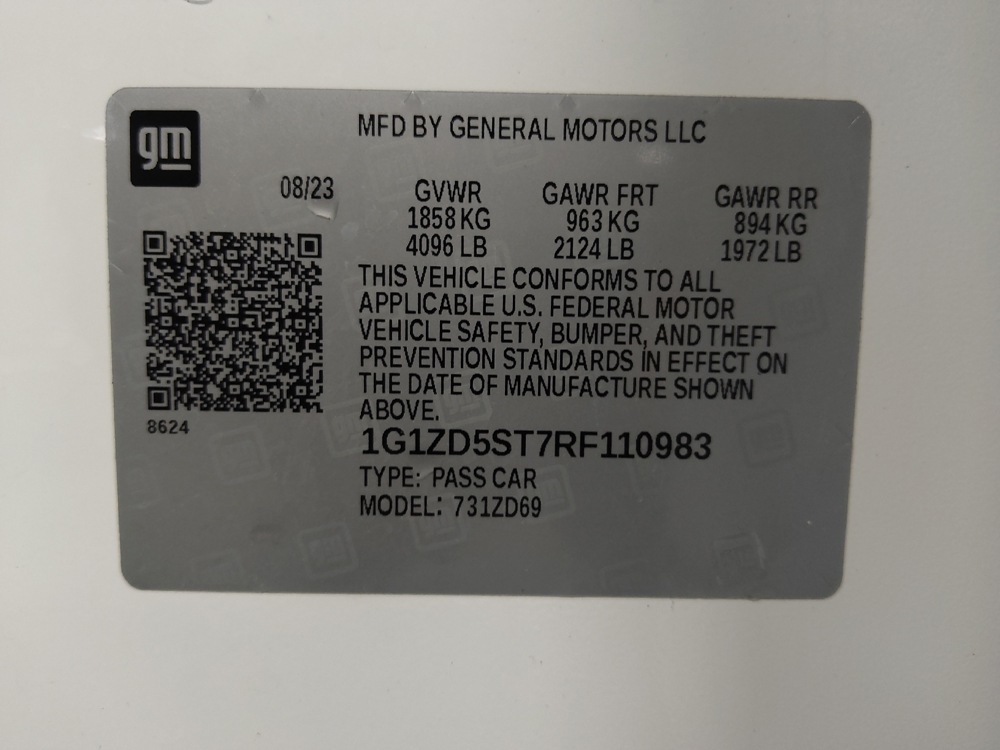 gm
MFD BY GENERAL MOTORS LLC
08/23
GVWR GAWR FRT GAWR RR
1858 KG 963 KG 894 KG
4096 LB 2124 LB 1972 LB
THIS VEHICLE CONFORMS TO ALL
APPLICABLE U.S. FEDERAL MOTOR
VEHICLE SAFETY, BUMPER, AND THEFT
PREVENTION STANDARDS IN EFFECT ON
THE DATE OF MANUFACTURE SHOWN
ABOVE.
8624
1G1ZD5ST7RF110983
TYPE: PASS CAR
MODEL: 731ZD69